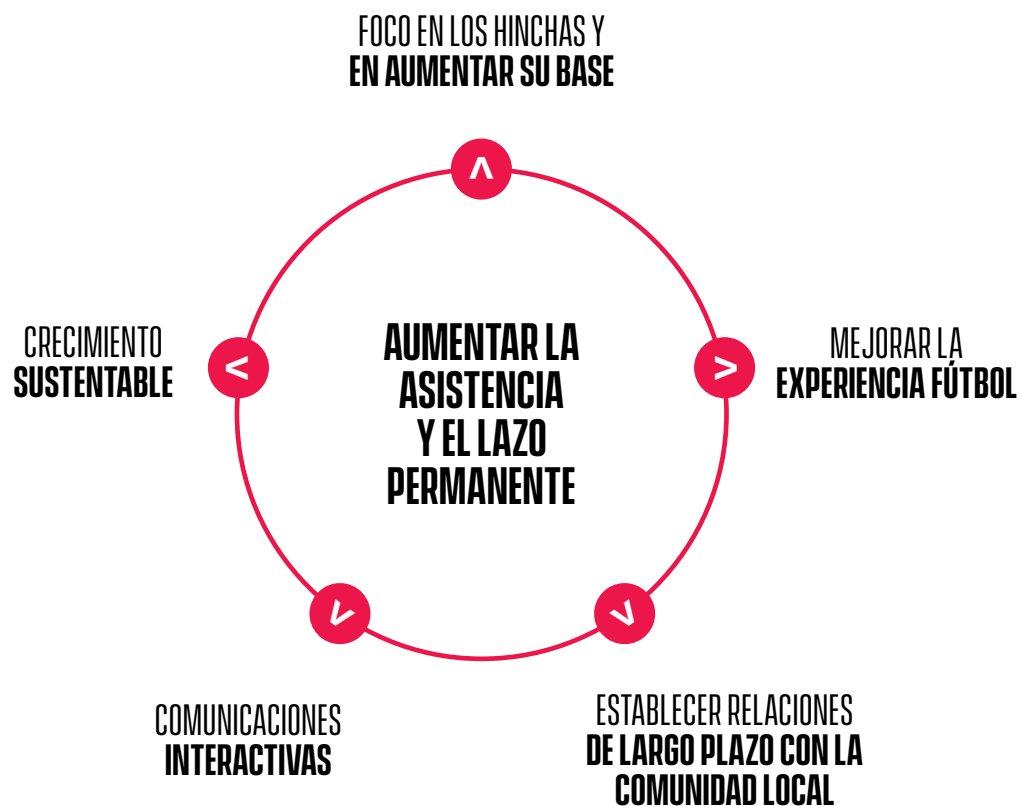 FOCO EN LOS HINCHAS Y
EN AUMENTAR SU BASE
CRECIMIENTO
SUSTENTABLE
AUMENTAR LA
ASISTENCIA
Y EL LAZO
PERMANENTE
MEJORAR LA
EXPERIENCIA FÚTBOL
COMUNICACIONES
INTERACTIVAS
ESTABLECER RELACIONES
DE LARGO PLAZO CON LA
COMUNIDAD LOCAL